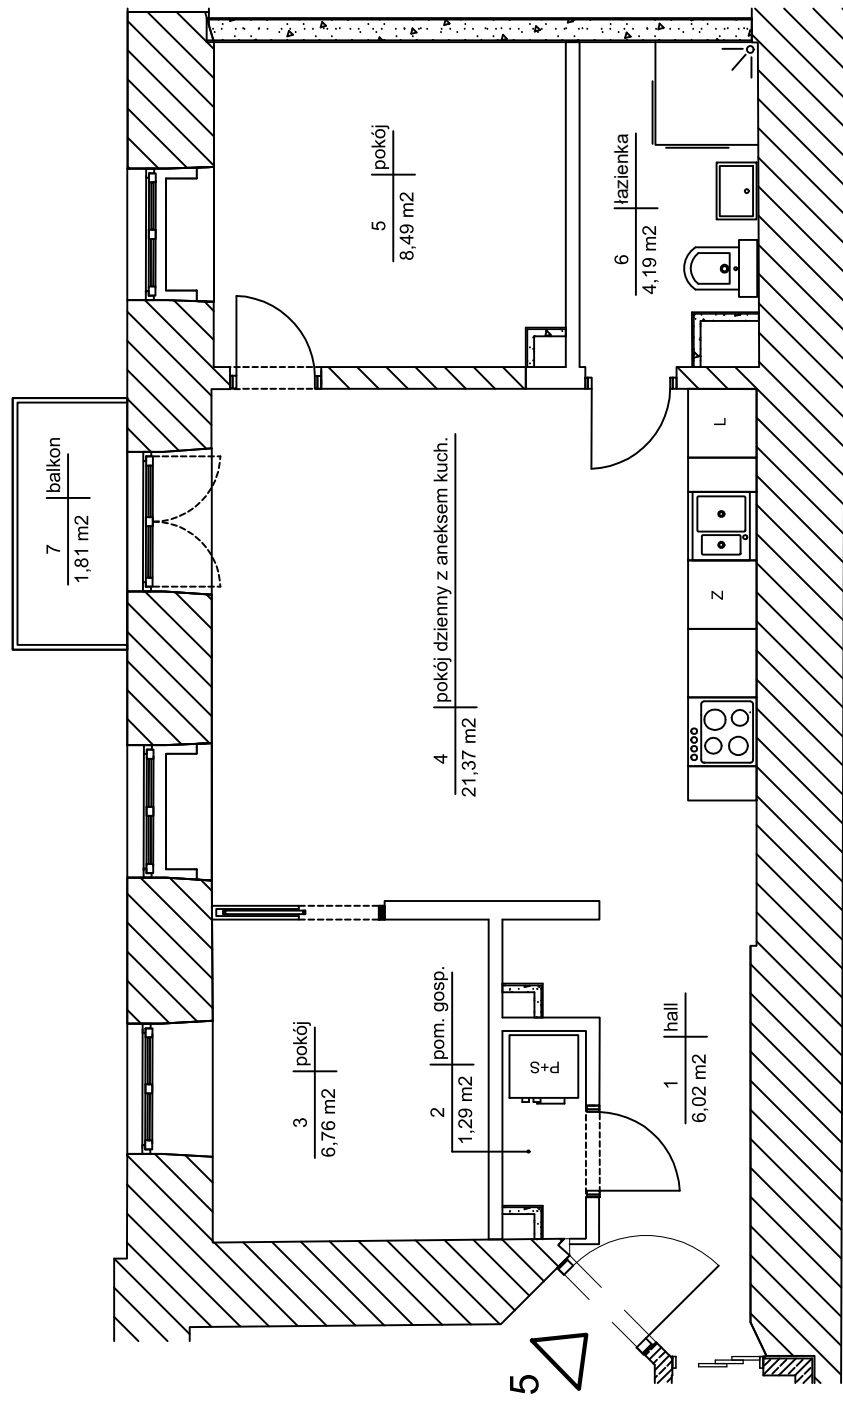 7
balkon
1,81 m2
5
pokój
8,49 m2
6
łazienka
4,19 m2
4
pokój dzienny z aneksem kuch.
21,37 m2
L
Z
3
pokój
6,76 m2
2
pom. gosp.
1,29 m2
P+S
1
hall
6,02 m2
5